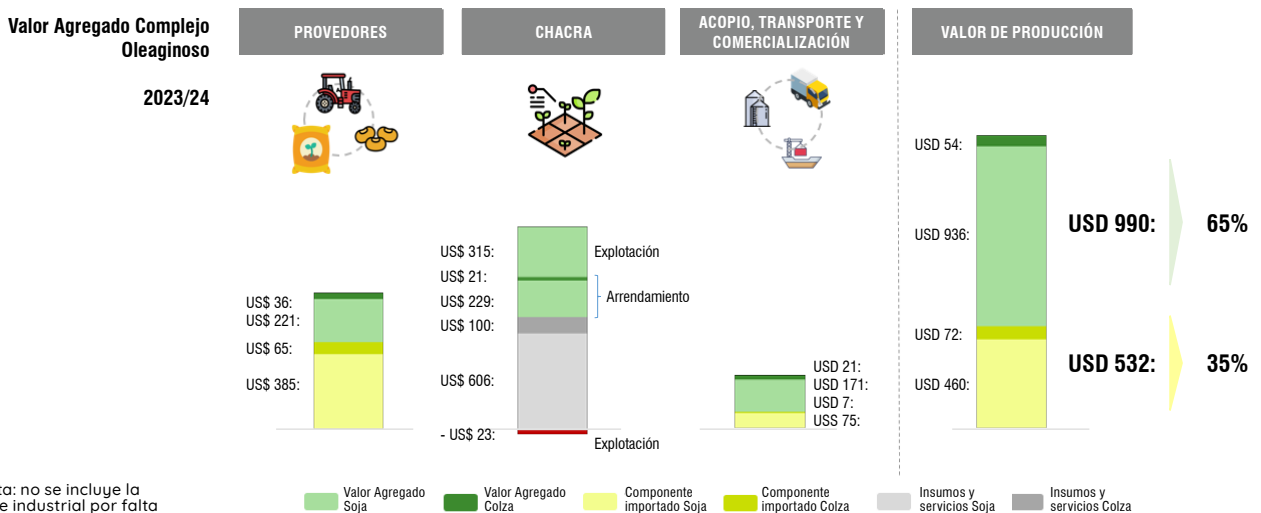 Valor Agregado Complejo
Oleaginoso
2023/24
PROVEDORES
CHACRA
ACOPIO, TRANSPORTE Y
COMERCIALIZACIÓN
VALOR DE PRODUCCIÓN
US$ 36:
US$ 221:
US$ 65:
US$ 385:
US$ 315:
US$ 21:
US$ 229:
US$ 100:
US$ 606:
- US$ 23:
Explotación
Arrendamiento
Explotación
USD 21:
USD 171:
USD 7:
USS 75:
USD 54:
USD 936:
USD 72:
USD 460:
USD 990:
65%
USD 532:
35%
ta: no se incluye la
e industrial por falta
Valor Agregado
Soja
Valor Agregado
Colza
Componente
importado Soja
Componente
importado Colza
Insumos y
servicios Soja
Insumos y
servicios Colza